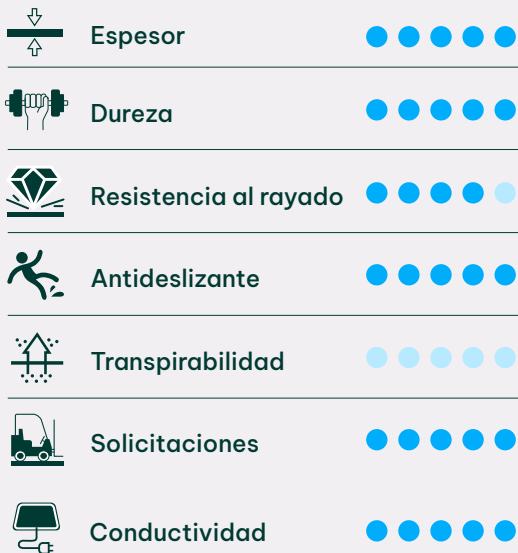 Espesor
Dureza
Resistencia al rayado
Antideslizante
Transpirabilidad
Solicitaciones
Conductividad